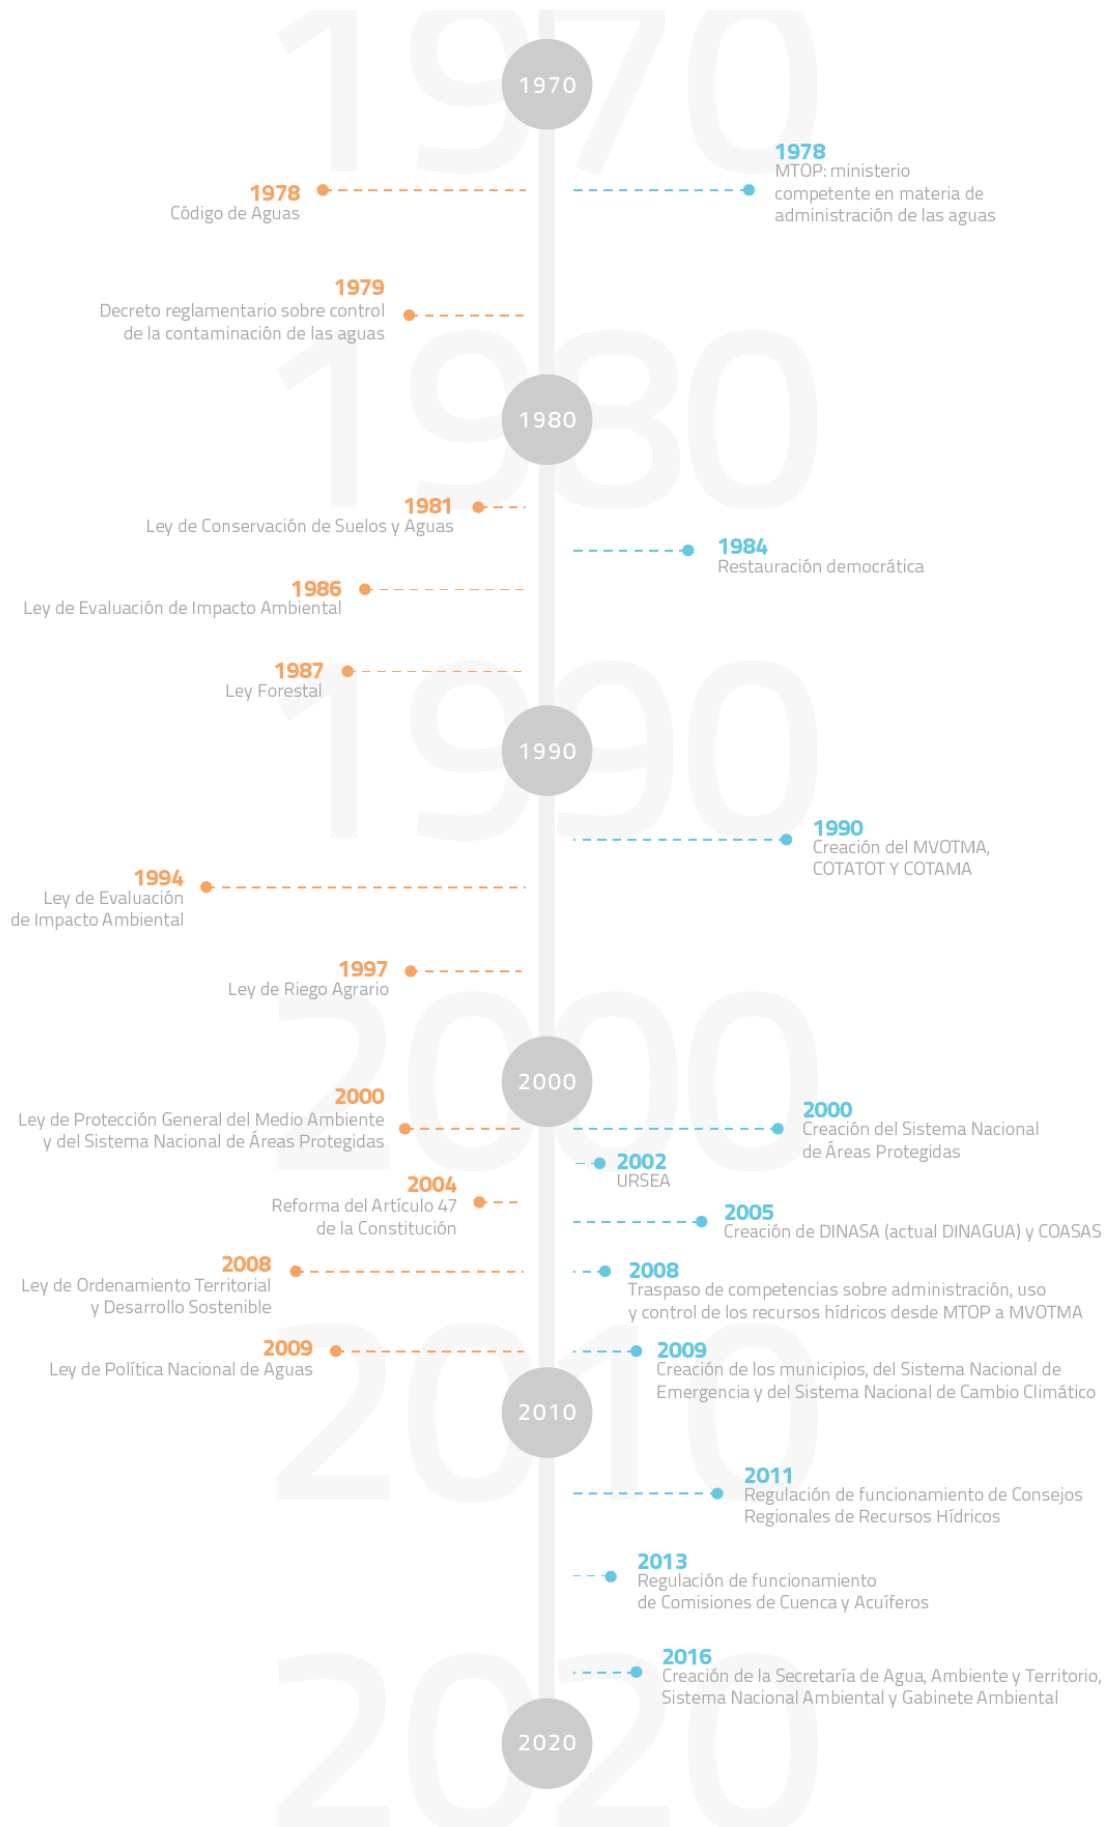 1970
1978
MTOP: ministerio
competente en materia de
administración de las aguas
1978
Código de Aguas
1979
Decreto reglamentario sobre control
de la contaminación de las aguas
1980
1980
1981
Ley de Conservación de Suelos y Aguas
1984
Restauración democrática
1986
Ley de Evaluación de Impacto Ambiental
1987
Ley Forestal
1990
1990
1990
Creación del MVOTMA,
COTATOT Y COTAMA
1994
Ley de Evaluación
de Impacto Ambiental
1997
Ley de Riego Agrario
2000
2000
2000
Ley de Protección General del Medio Ambiente
y del Sistema Nacional de Áreas Protegidas
2000
Creación del Sistema Nacional
de Áreas Protegidas
2002
URSEA
2004
Reforma del Artículo 47
de la Constitución
2005
Creación de DINASA (actual DINAGUA) y COASAS
2008
Ley de Ordenamiento Territorial
y Desarrollo Sostenible
2008
Traspaso de competencias sobre administración, uso
y control de los recursos hídricos desde MTOP a MVOTMA
2009
Ley de Política Nacional de Aguas
2009
Creación de los municipios, del Sistema Nacional de
Emergencia y del Sistema Nacional de Cambio Climático
2010
2010
2011
Regulación de funcionamiento de Consejos
Regionales de Recursos Hídricos
2013
Regulación de funcionamiento
de Comisiones de Cuenca y Acuíferos
2016
Creación de la Secretaría de Agua, Ambiente y Territorio,
Sistema Nacional Ambiental y Gabinete Ambiental
2020
2020
1970